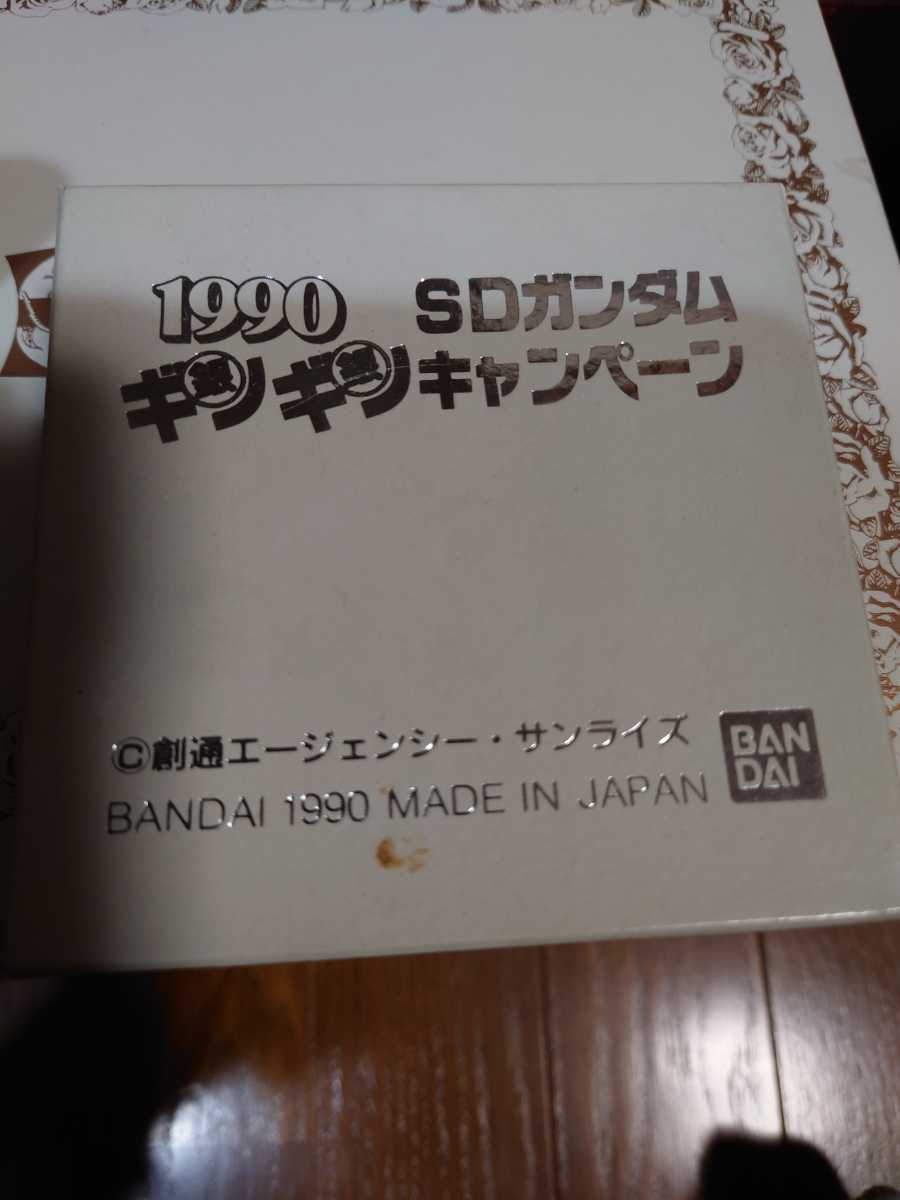 1990 SDガンダム
ギンギンキャンペーン
©創通エージェンシー・サンライズ
BANDAI 1990 MADE IN JAPAN
BAN
DAI